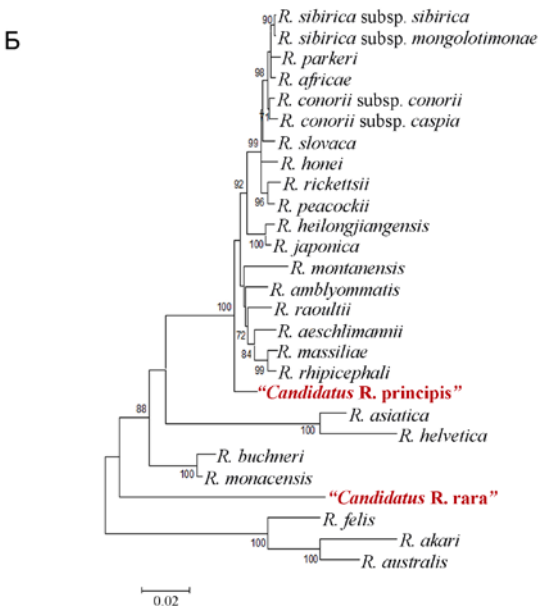 Б
90
R. sibirica subsp. sibirica
R. sibirica subsp. mongolotimonae
R. parkeri
98
R. africae
R. conorii subsp. conorii
R. conorii subsp. caspia
R. slovaca
99
R. honei
92
R. rickettsii
96
R. peacockii
R. heilongjiangensis
100
R. japonica
R. montanensis
R. amblyommatis
100
R. raoultii
72
R. aeschlimannii
84
R. massiliae
99
R. rhipicephali
"Candidatus R. principis"
R. asiatica
88
100
R. helvetica
R. buchneri
100
R. monacensis
"Candidatus R. rara"
R. felis
100
R. akari
100
R. australis
0.02